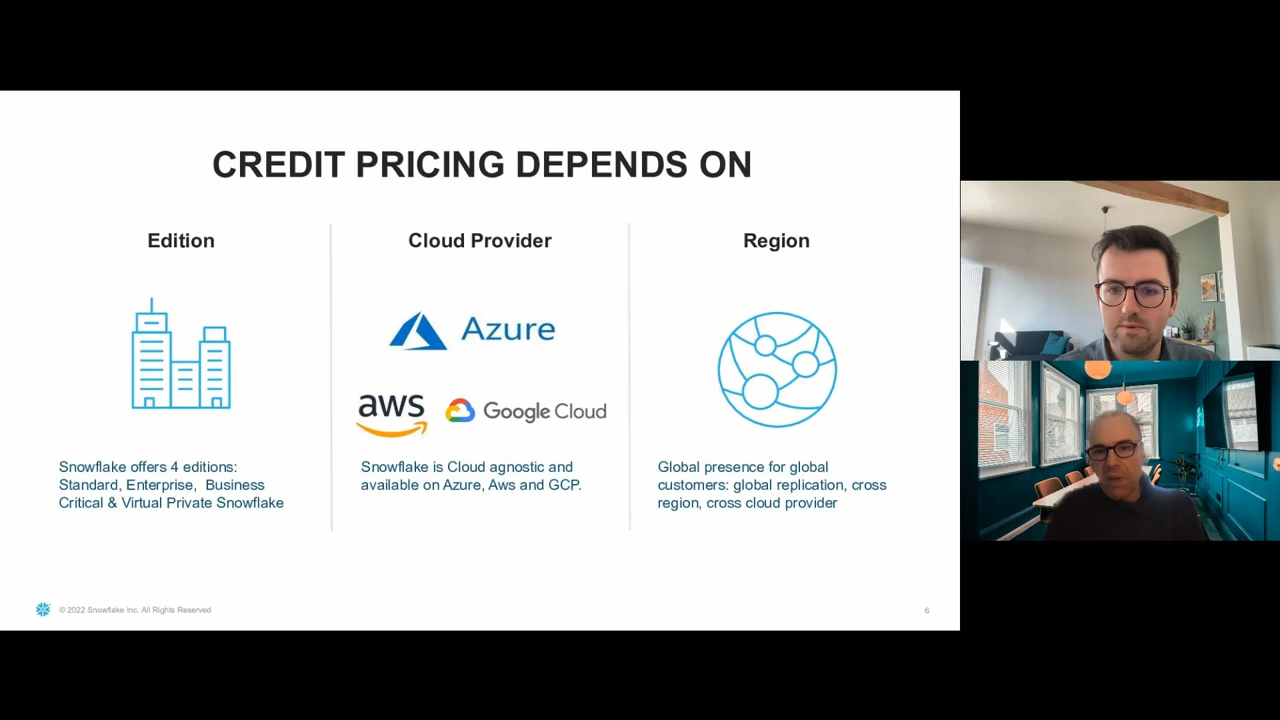 CREDIT PRICING DEPENDS ON
Edition
Cloud Provider
Region
Azure
aws
Google Cloud
Snowflake offers 4 editions:
Standard, Enterprise, Business
Critical & Virtual Private Snowflake
Snowflake is Cloud agnostic and
available on Azure, Aws and GCP.
Global presence for global
customers: global replication, cross
region, cross cloud provider
© 2022 Snowflake Inc. All Rights Reserved
6